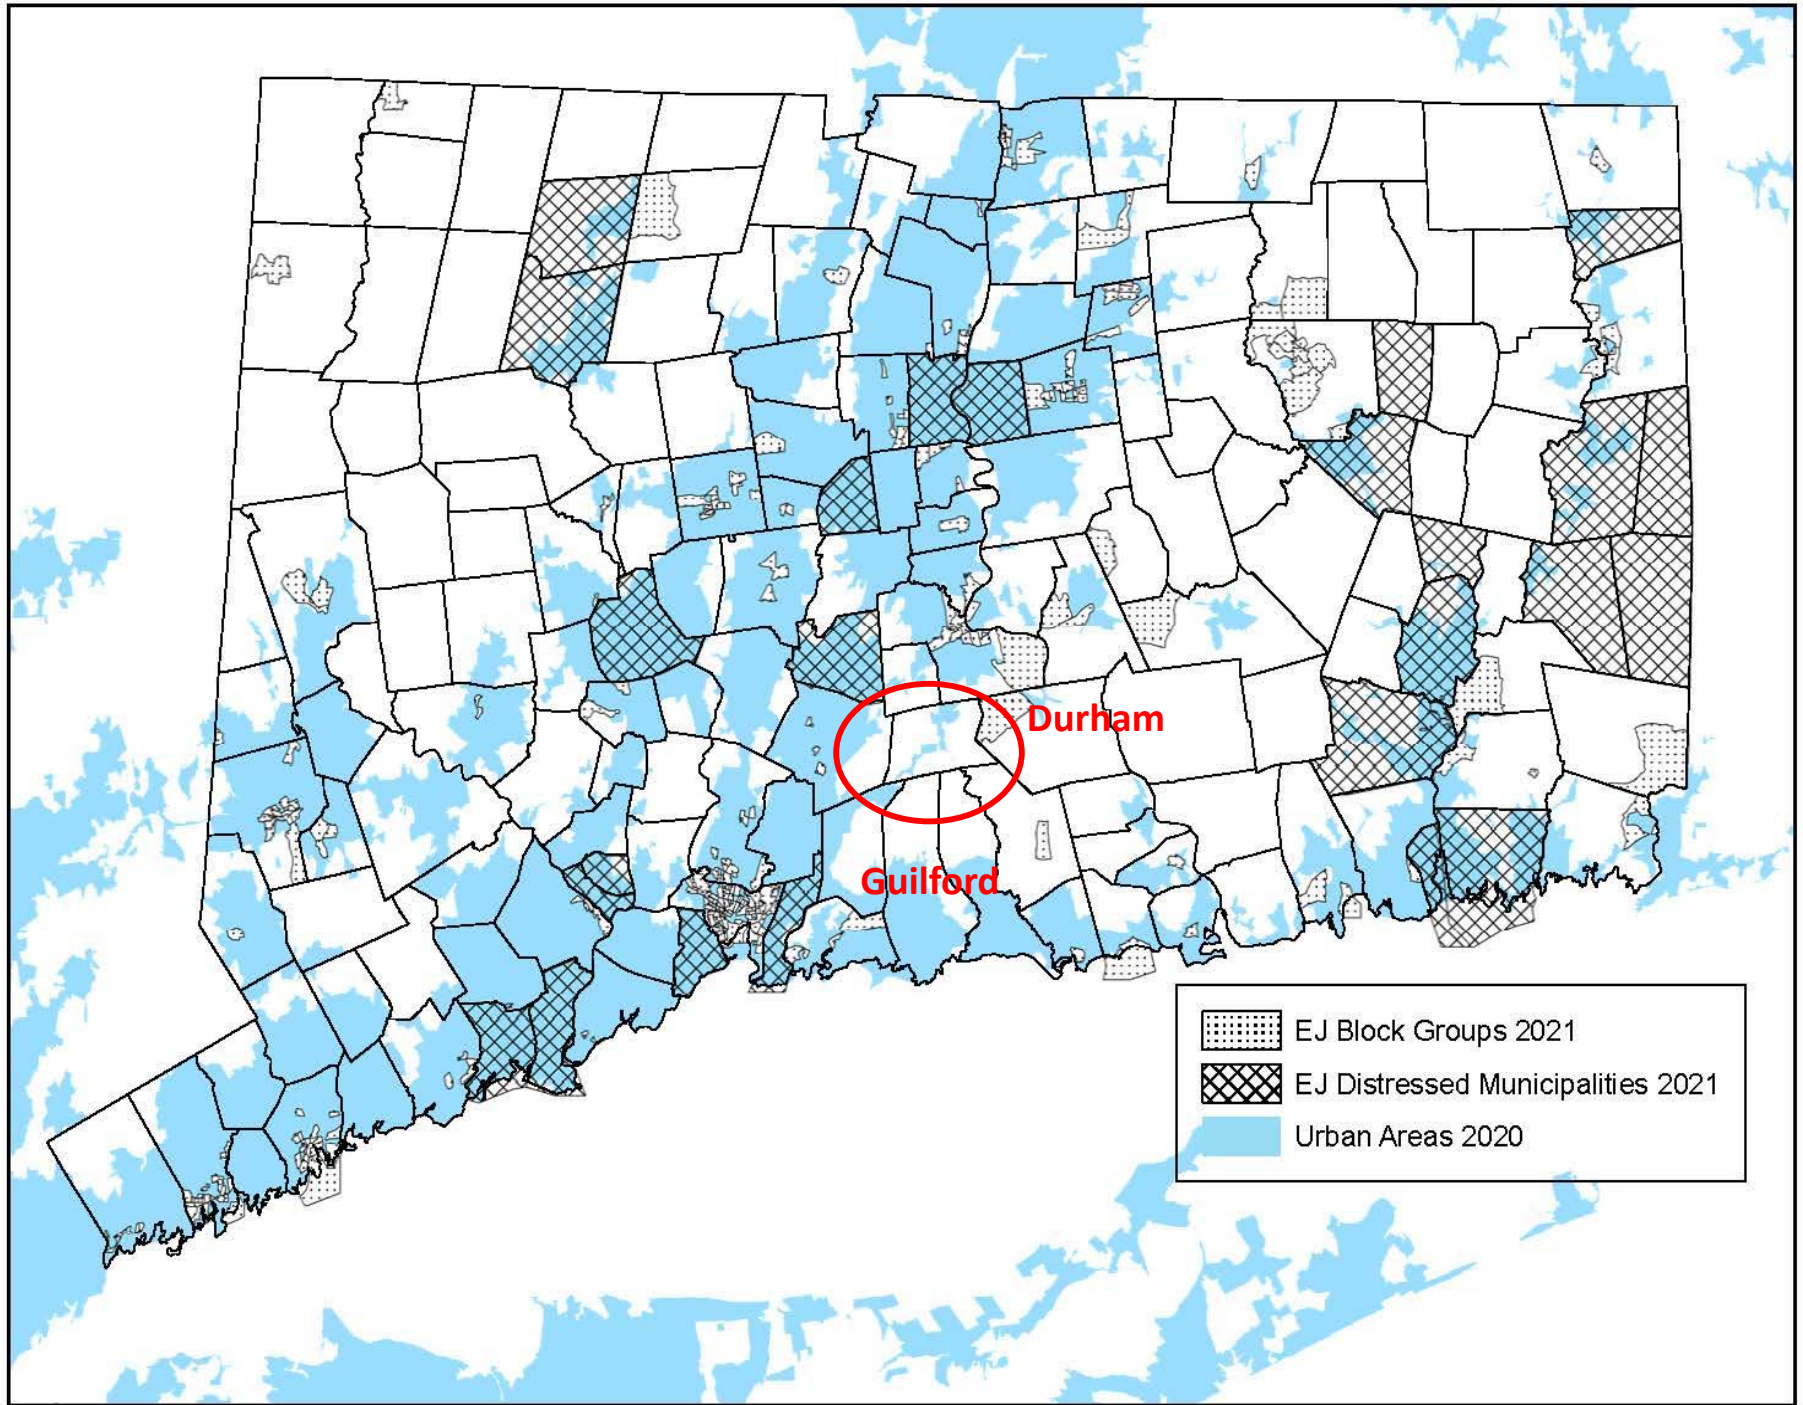 Durham
Guilford
EJ Block Groups 2021
EJ Distressed Municipalities 2021
Urban Areas 2020